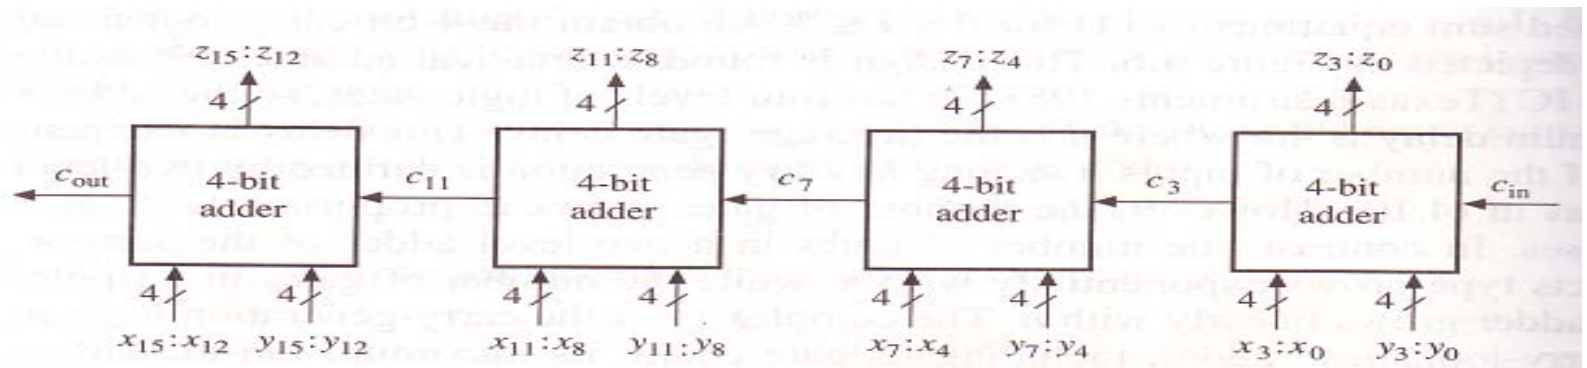 z15:z12 z11:z8 z7:z4 z3:z0
4 4 4 4
cout 4-bit adder c11 4-bit adder c7 4-bit adder c3 4-bit adder cin
4 4 4 4 4 4 4 4
x15:x12 y15:y12 x11:x8 y11:y8 x7:x4 y7:y4 x3:x0 y3:y0